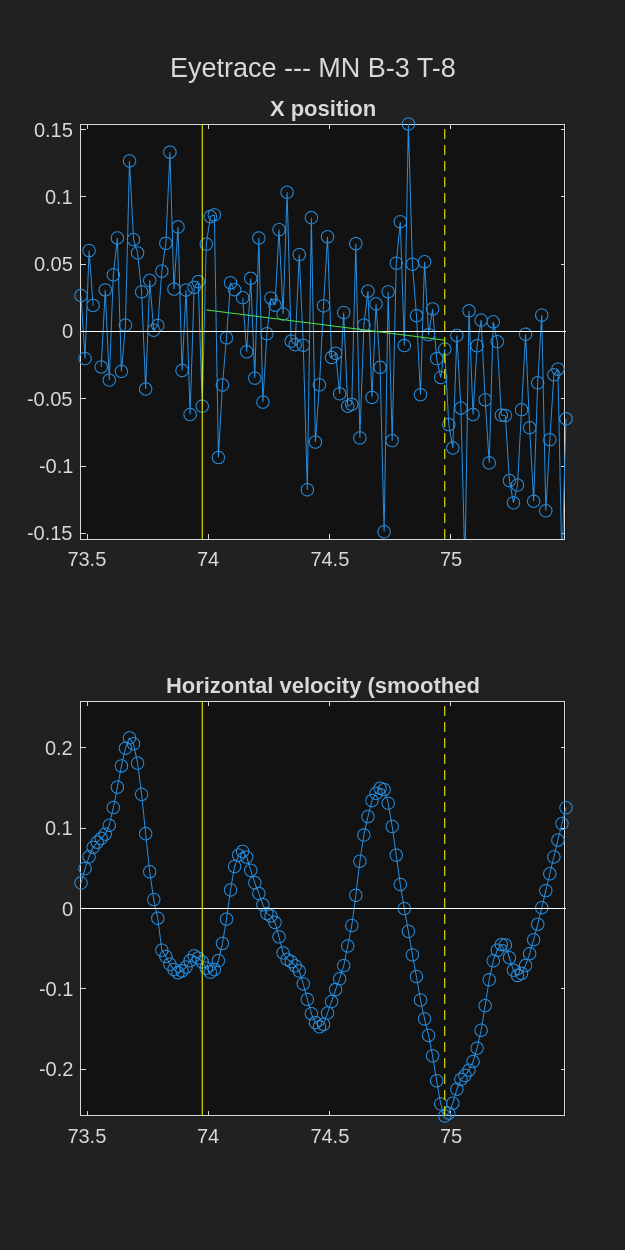 Eyetrace --- MN B-3 T-8
X position
0.15
0.1
0.05
0
-0.05
-0.1
-0.15
73.5 74 74.5 75
Horizontal velocity (smoothed
0.2
0.1
0
-0.1
-0.2
73.5 74 74.5 75